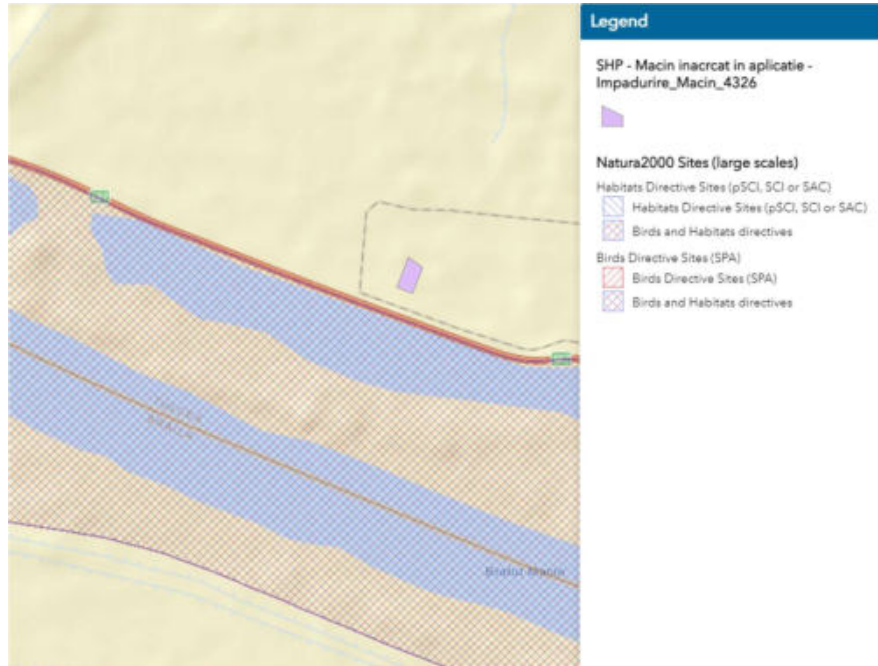 Legend
SHP - Macin inacrcat in aplicatie -
Impadurire_Macin_4326
Natura2000 Sites (large scales)
Habitats Directive Sites (pSCI, SCI or SAC)
Habitats Directive Sites (pSCI, SCI or SAC)
Birds and Habitats directives
Birds Directive Sites (SPA)
Birds Directive Sites (SPA)
Birds and Habitats directives
TULCEA
BRAILA
Bratul Macin